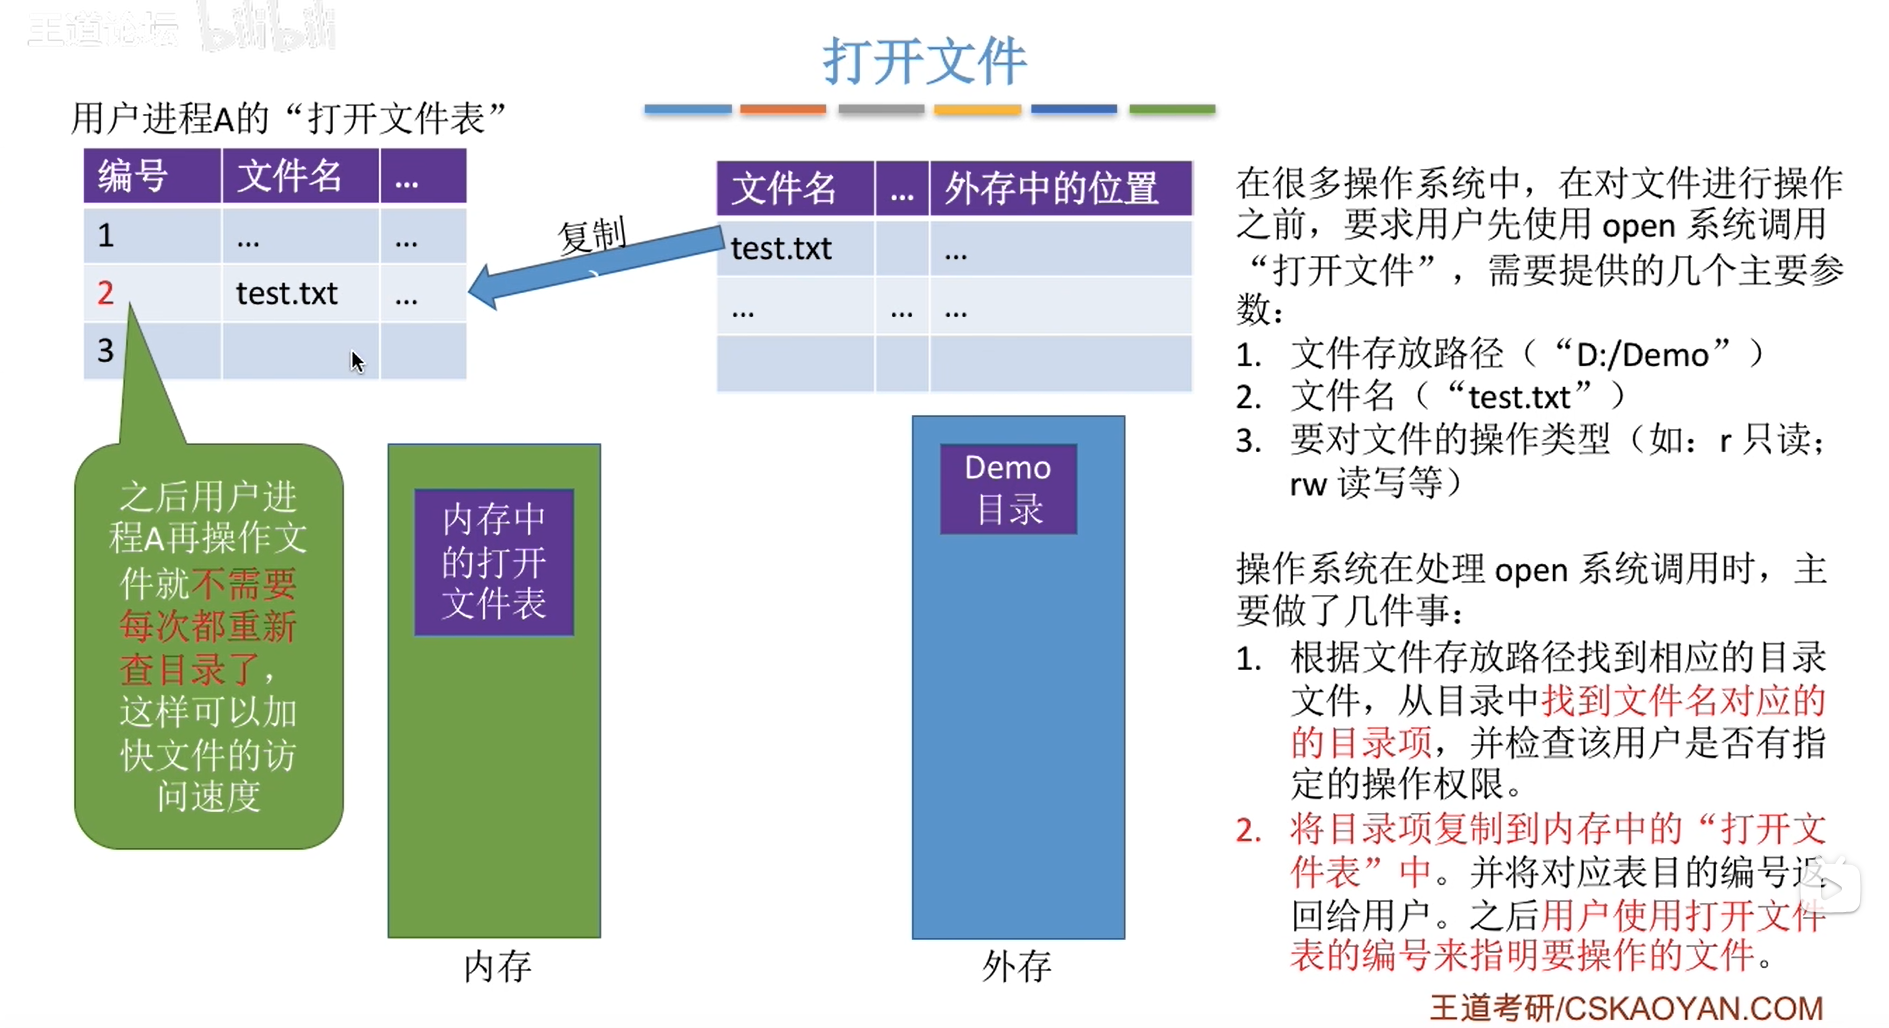 王道论坛 bilibili
打开文件
用户进程A的“打开文件表”
编号 文件名 ...
1 ... ...
2 test.txt ...
3
复制
文件名 ... 外存中的位置
test.txt ...
... ... ...
之后用户进
程A再操作文
件就不需要
每次都重新
查目录了，
这样可以加
快文件的访
问速度
内存中
的打开
文件表
内存
Demo
目录
外存
在很多操作系统中，在对文件进行操作
之前，要求用户先使用 open 系统调用
“打开文件”，需要提供的几个主要参
数：
1. 文件存放路径（“D:/Demo”）
2. 文件名（“test.txt”）
3. 要对文件的操作类型（如：r 只读；
rw 读写等）
操作系统在处理 open 系统调用时，主
要做了几件事：
1. 根据文件存放路径找到相应的目录
文件，从目录中找到文件名对应的
的目录项，并检查该用户是否有指
定的操作权限。
2. 将目录项复制到内存中的“打开文
件表”中。并将对应表目的编号返
回给用户。之后用户使用打开文件
表的编号来指明要操作的文件。
王道考研/CSKAOYAN.COM